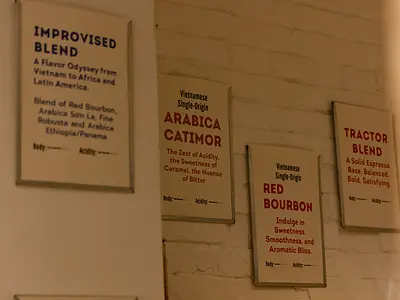 IMPROVISED
BLEND
A Flavor Odyssey from
Vietnam to Africa and
Latin America.
Blend of Red Bourbon,
Arabica Sơn La, Fine
Robusta and Arabica
Ethiopia/Panama
Body: Acidity:
Vietnamese
Single-Origin
ARABICA
CATIMOR
The Zest of Acidity,
the Sweetness of
Caramel, the Nuance
of Bitter
Body: Acidity:
Vietnamese
Single-Origin
RED
BOURBON
Indulge in
Sweetness,
Smoothness, and
Aromatic Bliss.
Body: Acidity:
TRACTOR
BLEND
A Solid Espresso
Base. Balanced,
Bold, Satisfying.
Body: Acidity: